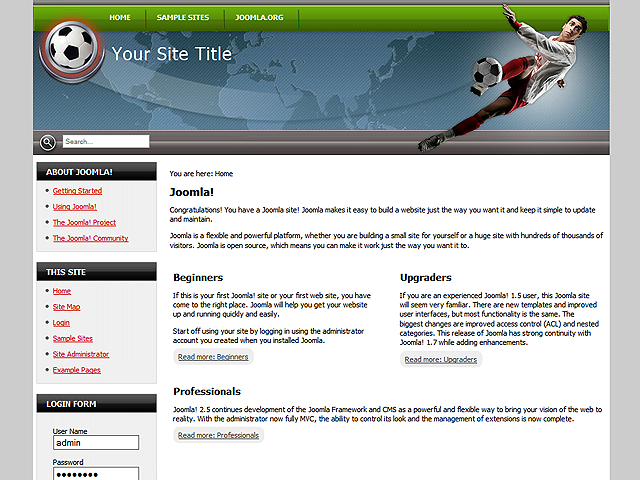 HOME SAMPLE SITES JOOMLA.ORG
Your Site Title
Search...
ABOUT JOOMLA!
Getting Started
Using Joomla!
The Joomla! Project
The Joomla! Community
THIS SITE
Home
Site Map
Login
Sample Sites
Site Administrator
Example Pages
LOGIN FORM
User Name
admin
Password
••••••••
You are here: Home
Joomla!
Congratulations! You have a Joomla site! Joomla makes it easy to build a website just the way you want it and keep it simple to update
and maintain.
Joomla is a flexible and powerful platform, whether you are building a small site for yourself or a huge site with hundreds of thousands of
visitors. Joomla is open source, which means you can make it work just the way you want it to.
Beginners
If this is your first Joomla! site or your first web site, you have
come to the right place. Joomla will help you get your website
up and running quickly and easily.
Start off using your site by logging in using the administrator
account you created when you installed Joomla.
Read more: Beginners
Upgraders
If you are an experienced Joomla! 1.5 user, this Joomla site
will seem very familiar. There are new templates and improved
user interfaces, but most functionality is the same. The
biggest changes are improved access control (ACL) and nested
categories. This release of Joomla has strong continuity with
Joomla! 1.7 while adding enhancements.
Read more: Upgraders
Professionals
Joomla! 2.5 continues development of the Joomla Framework and CMS as a powerful and flexible way to bring your vision of the web to
reality. With the administrator now fully MVC, the ability to control its look and the management of extensions is now complete.
Read more: Professionals